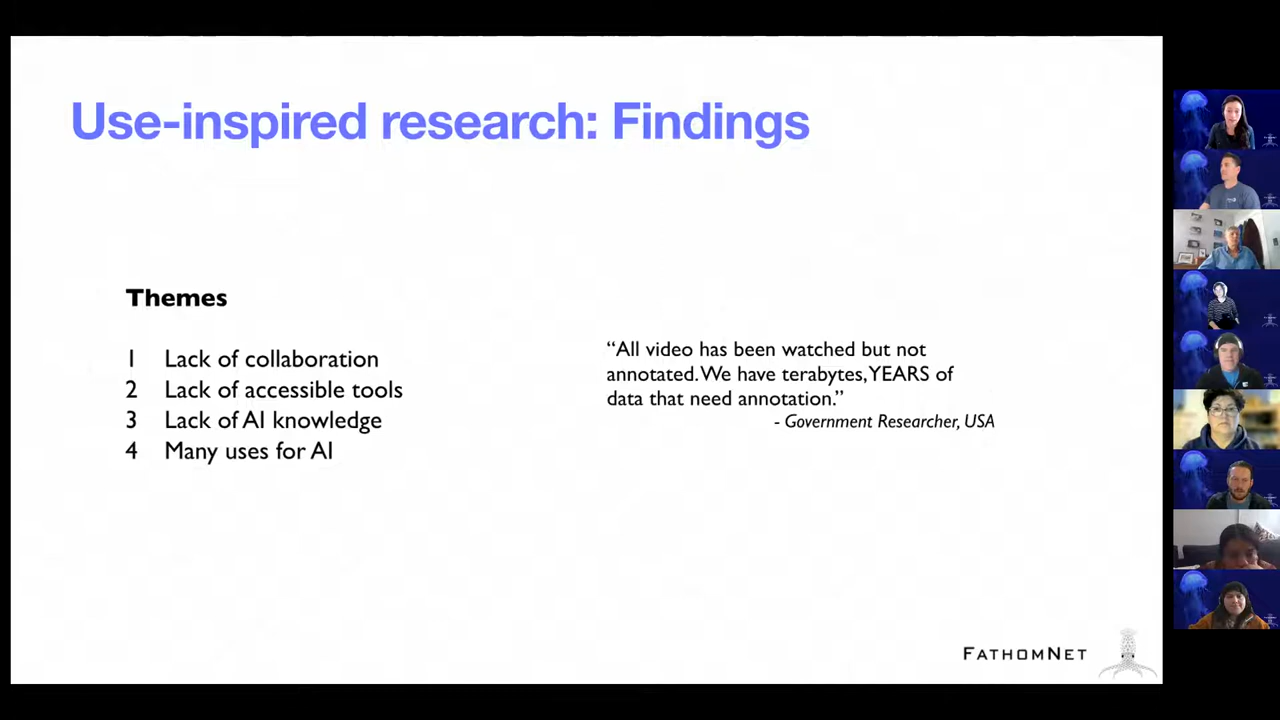 Use-inspired research: Findings
Themes
1 Lack of collaboration
2 Lack of accessible tools
3 Lack of AI knowledge
4 Many uses for AI
“All video has been watched but not
annotated. We have terabytes, YEARS of
data that need annotation.”
- Government Researcher, USA
FATHOMNET